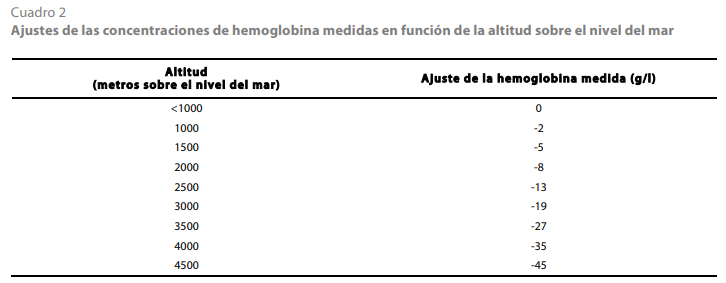 Cuadro 2
Ajustes de las concentraciones de hemoglobina medidas en función de la altitud sobre el nivel del mar
Altitud
(metros sobre el nivel del mar) Ajuste de la hemoglobina medida (g/l)
<1000 0
1000 -2
1500 -5
2000 -8
2500 -13
3000 -19
3500 -27
4000 -35
4500 -45